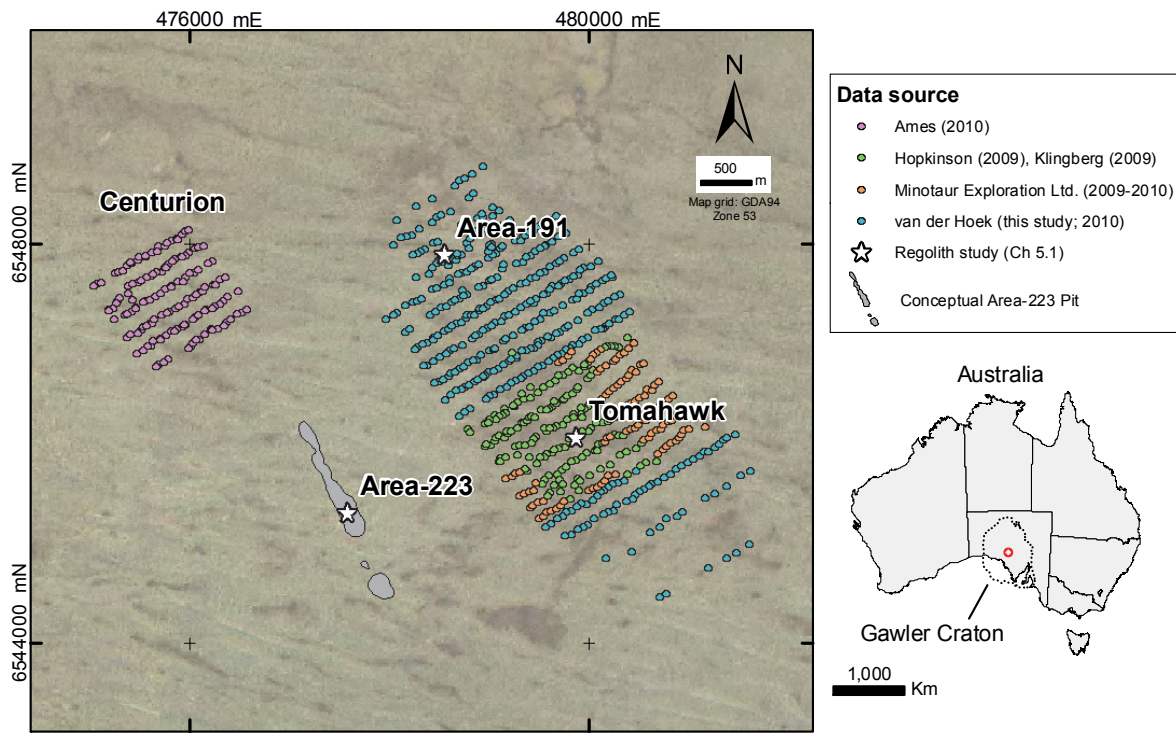 476000 mE
480000 mE
6548000 mN
6544000 mN
N
500
m
Map grid: GDA94
Zone 53
Centurion
Area-191
Tomahawk
Area-223
Data source
Ames (2010)
Hopkinson (2009), Klingberg (2009)
Minotaur Exploration Ltd. (2009-2010)
van der Hoek (this study; 2010)
Regolith study (Ch 5.1)
Conceptual Area-223 Pit
Australia
Gawler Craton
1,000
Km